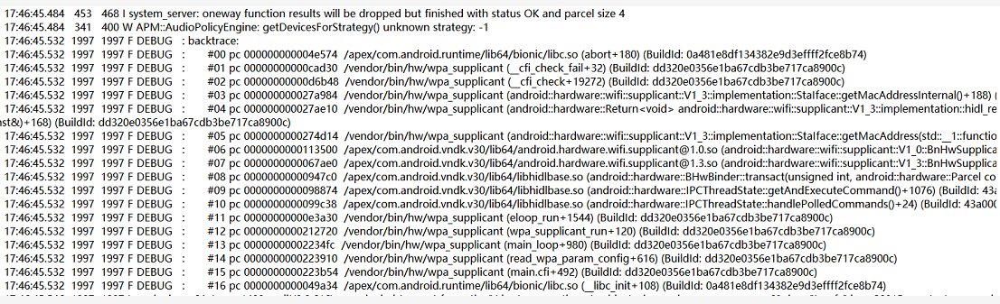 17:46:45.484 453 468 I system_server: oneway function results will be dropped but finished with status OK and parcel size 4
17:46:45.484 341 400 W APM::AudioPolicyEngine: getDevicesForStrategy() unknown strategy: -1
17:46:45.532 1997 1997 F DEBUG : backtrace:
17:46:45.532 1997 1997 F DEBUG : #00 pc 000000000004e574 /apex/com.android.runtime/lib64/bionic/libc.so (abort+180) (BuildId: 0a481e8df134382e9d3effff2fce8b74)
17:46:45.532 1997 1997 F DEBUG : #01 pc 00000000000cad30 /vendor/bin/hw/wpa_supplicant (__cfi_check_fail+32) (BuildId: dd320e0356e1ba67cdb3be717ca8900c)
17:46:45.532 1997 1997 F DEBUG : #02 pc 00000000000d6b48 /vendor/bin/hw/wpa_supplicant (__cfi_check+19272) (BuildId: dd320e0356e1ba67cdb3be717ca8900c)
17:46:45.532 1997 1997 F DEBUG : #03 pc 000000000027a984 /vendor/bin/hw/wpa_supplicant (android::hardware::wifi::supplicant::V1_3::implementation::StaIface::getMacAddressInternal()+188) (
17:46:45.532 1997 1997 F DEBUG : #04 pc 000000000027ae10 /vendor/bin/hw/wpa_supplicant (android::hardware::Return<void> android::hardware::wifi::supplicant::V1_3::implementation::hidl_re
nst&)+168) (BuildId: dd320e0356e1ba67cdb3be717ca8900c)
17:46:45.532 1997 1997 F DEBUG : #05 pc 0000000000274d14 /vendor/bin/hw/wpa_supplicant (android::hardware::wifi::supplicant::V1_3::implementation::StaIface::getMacAddress(std::__1::functio
17:46:45.532 1997 1997 F DEBUG : #06 pc 0000000000113500 /apex/com.android.vndk.v30/lib64/android.hardware.wifi.supplicant@1.0.so (android::hardware::wifi::supplicant::V1_0::BnHwSupplica
17:46:45.532 1997 1997 F DEBUG : #07 pc 0000000000067ae0 /apex/com.android.vndk.v30/lib64/android.hardware.wifi.supplicant@1.3.so (android::hardware::wifi::supplicant::V1_3::BnHwSupplica
17:46:45.532 1997 1997 F DEBUG : #08 pc 00000000000947c0 /apex/com.android.vndk.v30/lib64/libhidlbase.so (android::hardware::BHwBinder::transact(unsigned int, android::hardware::Parcel co
17:46:45.532 1997 1997 F DEBUG : #09 pc 0000000000098874 /apex/com.android.vndk.v30/lib64/libhidlbase.so (android::hardware::IPCThreadState::getAndExecuteCommand()+1076) (BuildId: 43a
17:46:45.532 1997 1997 F DEBUG : #10 pc 0000000000099c38 /apex/com.android.vndk.v30/lib64/libhidlbase.so (android::hardware::IPCThreadState::handlePolledCommands()+24) (BuildId: 43a000
17:46:45.532 1997 1997 F DEBUG : #11 pc 00000000000e3a30 /vendor/bin/hw/wpa_supplicant (eloop_run+1544) (BuildId: dd320e0356e1ba67cdb3be717ca8900c)
17:46:45.532 1997 1997 F DEBUG : #12 pc 0000000000212720 /vendor/bin/hw/wpa_supplicant (wpa_supplicant_run+120) (BuildId: dd320e0356e1ba67cdb3be717ca8900c)
17:46:45.532 1997 1997 F DEBUG : #13 pc 00000000002234fc /vendor/bin/hw/wpa_supplicant (main_loop+980) (BuildId: dd320e0356e1ba67cdb3be717ca8900c)
17:46:45.532 1997 1997 F DEBUG : #14 pc 0000000000223910 /vendor/bin/hw/wpa_supplicant (read_wpa_param_config+616) (BuildId: dd320e0356e1ba67cdb3be717ca8900c)
17:46:45.532 1997 1997 F DEBUG : #15 pc 0000000000223b54 /vendor/bin/hw/wpa_supplicant (main.cfi+492) (BuildId: dd320e0356e1ba67cdb3be717ca8900c)
17:46:45.532 1997 1997 F DEBUG : #16 pc 0000000000049a34 /apex/com.android.runtime/lib64/bionic/libc.so (__libc_init+108) (BuildId: 0a481e8df134382e9d3effff2fce8b74)